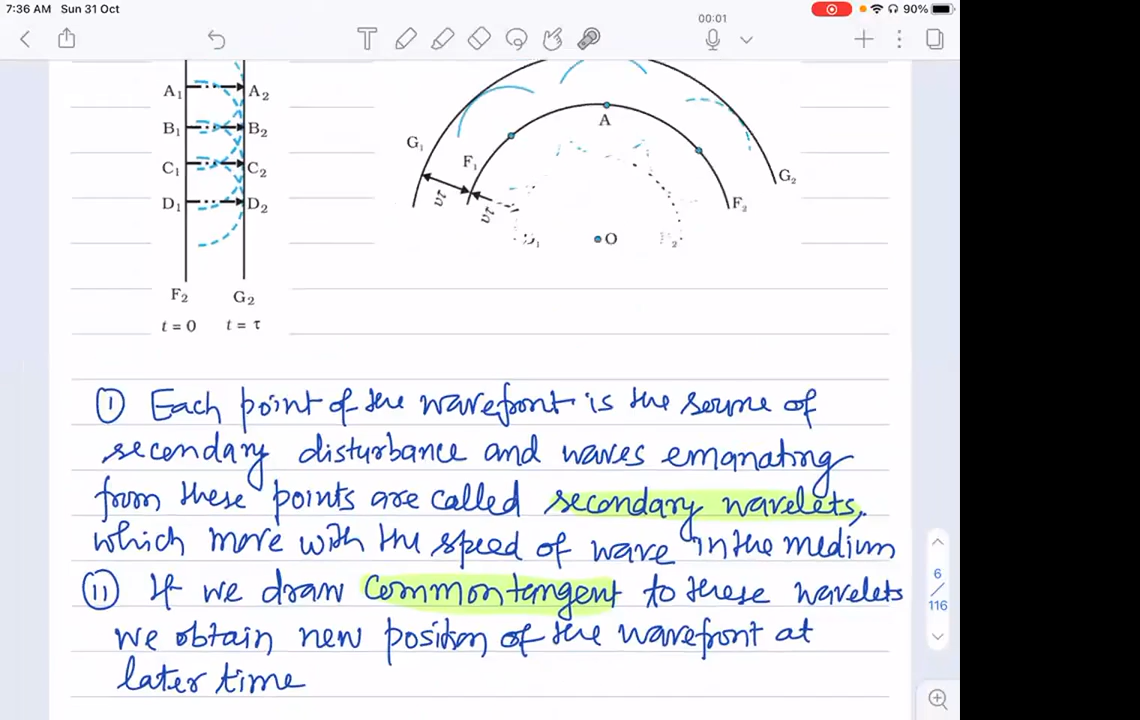 7:36 AM Sun 31 Oct
90%
00:01
A1 A2
B1 B2
C1 C2
D1 D2
F2 G2
t = 0 t = τ
G1
F1
A
G2
F2
vτ
vτ
D1
O
2
① Each point of the wavefront is the source of
secondary disturbance and waves emanating
from these points are called secondary wavelets,
which move with the speed of wave in the medium
⑪ If we draw common tangent to these wavelets
we obtain new position of the wavefront at
later time
6
/
116